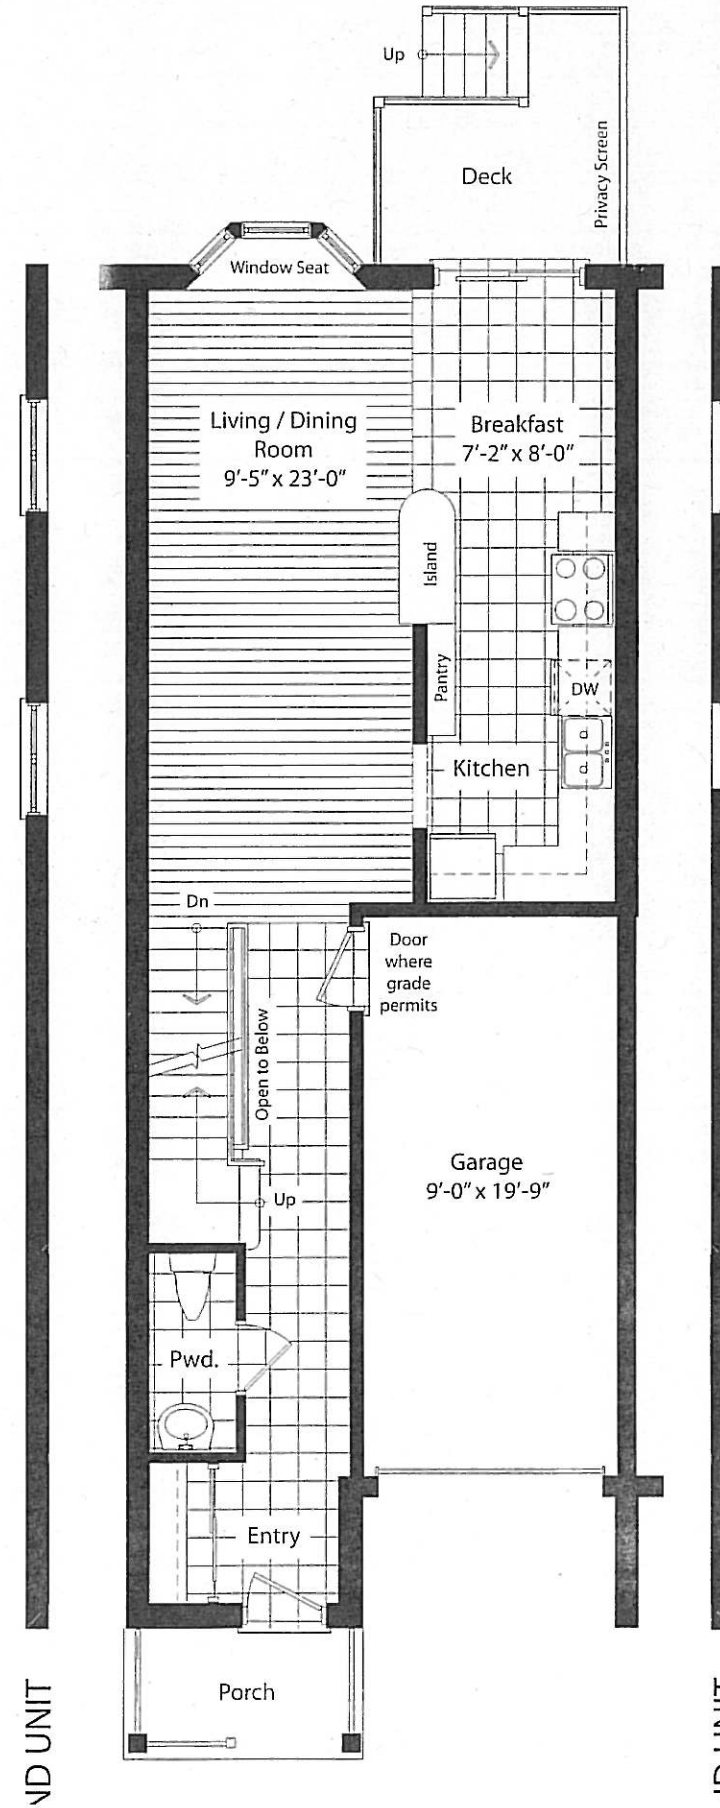 Up
Deck
Privacy Screen
Window Seat
Living / Dining
Room
9'-5" x 23'-0"
Breakfast
7'-2" x 8'-0"
Island
Pantry
DW
Kitchen
Dn
Door
where
grade
permits
Open to Below
Garage
9'-0" x 19'-9"
Up
Pwd.
Entry
Porch
ND UNIT